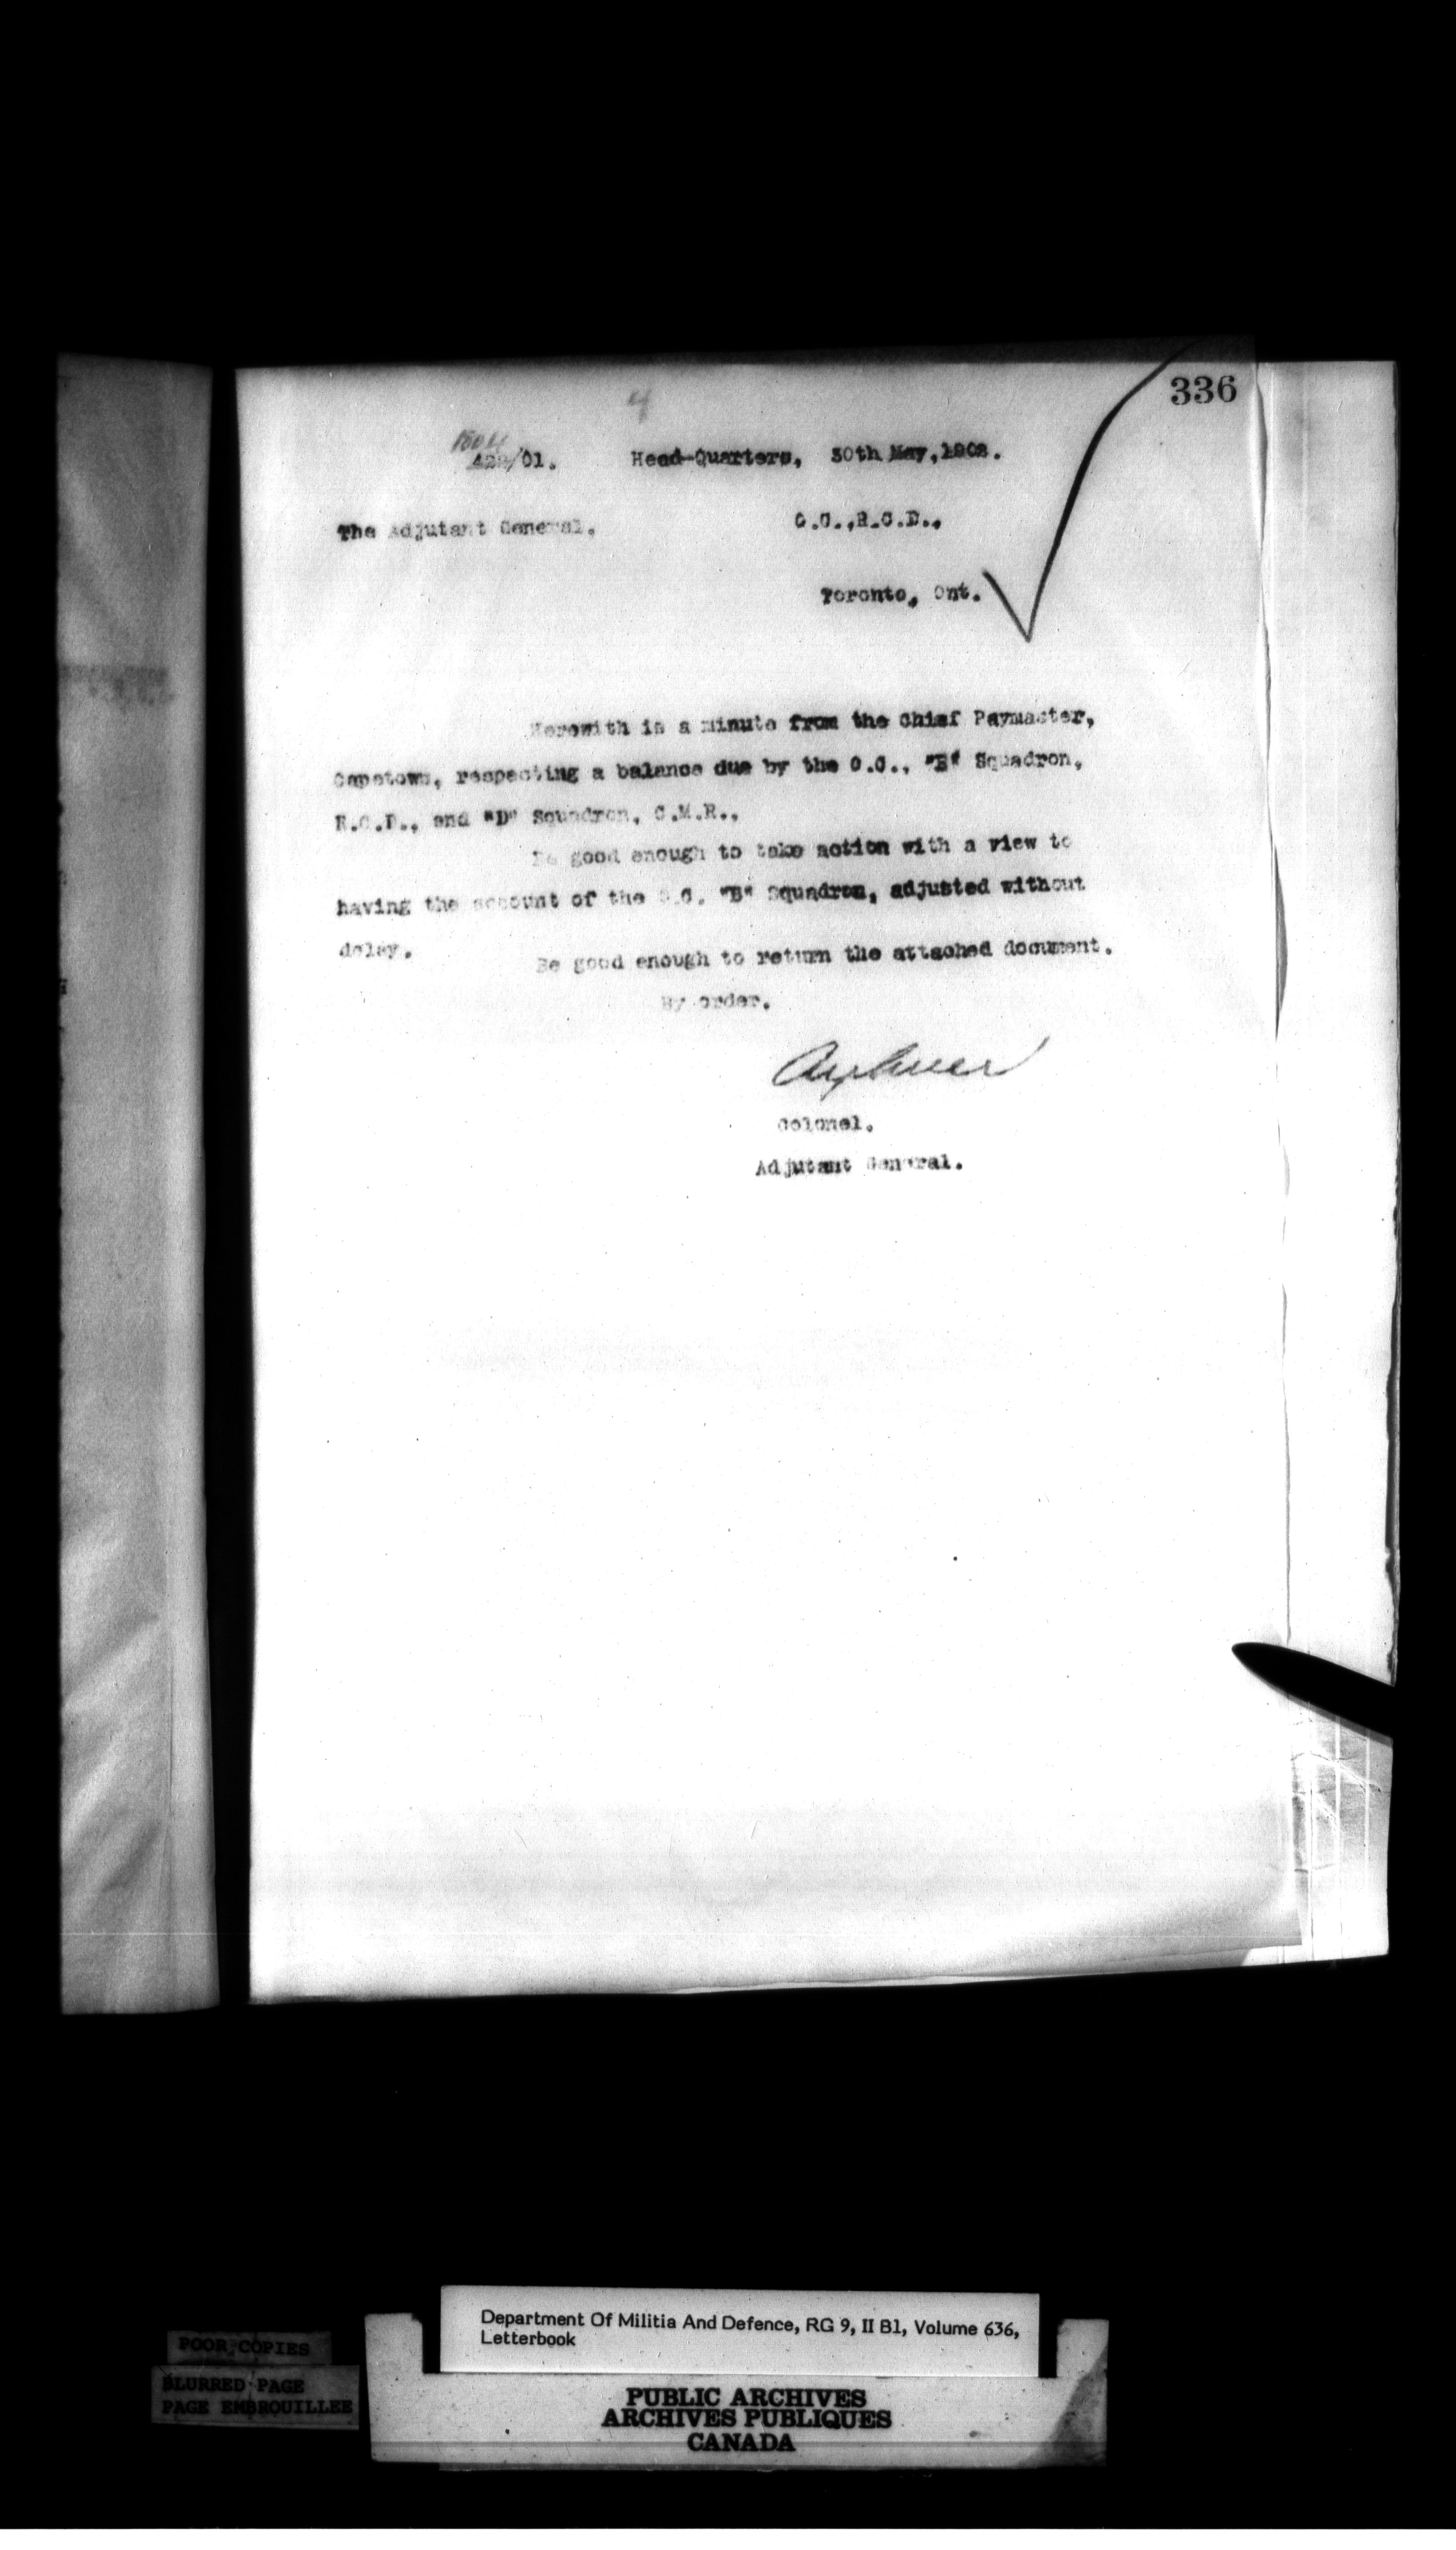 336
422/01. Head-Quarters, 30th May, 1902.
The Adjutant General. O.C.,R.C.D.,
Toronto, Ont.
Herewith is a minute from the Chief Paymaster,
Capetown, respecting a balance due by the O.C., "B" Squadron,
R.C.D., and "D" Squadron, C.M.R.,
Be good enough to take action with a view to
having the account of the O.C. "B" Squadron, adjusted without
delay.
Be good enough to return the attached document.
By order.
Aylmer
Colonel.
Adjutant General.
Department Of Militia And Defence, RG 9, II B1, Volume 636,
Letterbook
POOR COPIES
BLURRED PAGE
PAGE EMBROUILLEE
PUBLIC ARCHIVES
ARCHIVES PUBLIQUES
CANADA